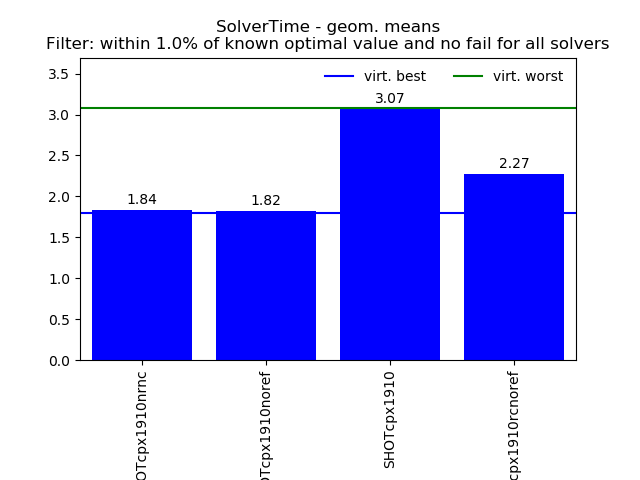 SolverTime - geom. means
Filter: within 1.0% of known optimal value and no fail for all solvers
virt. best
virt. worst
3.5
3.0
2.5
2.0
1.5
1.0
0.5
0.0
1.84
1.82
3.07
2.27
OTcpx1910nrnc
OTcpx1910noref
SHOTcpx1910
cpx1910rcnoref